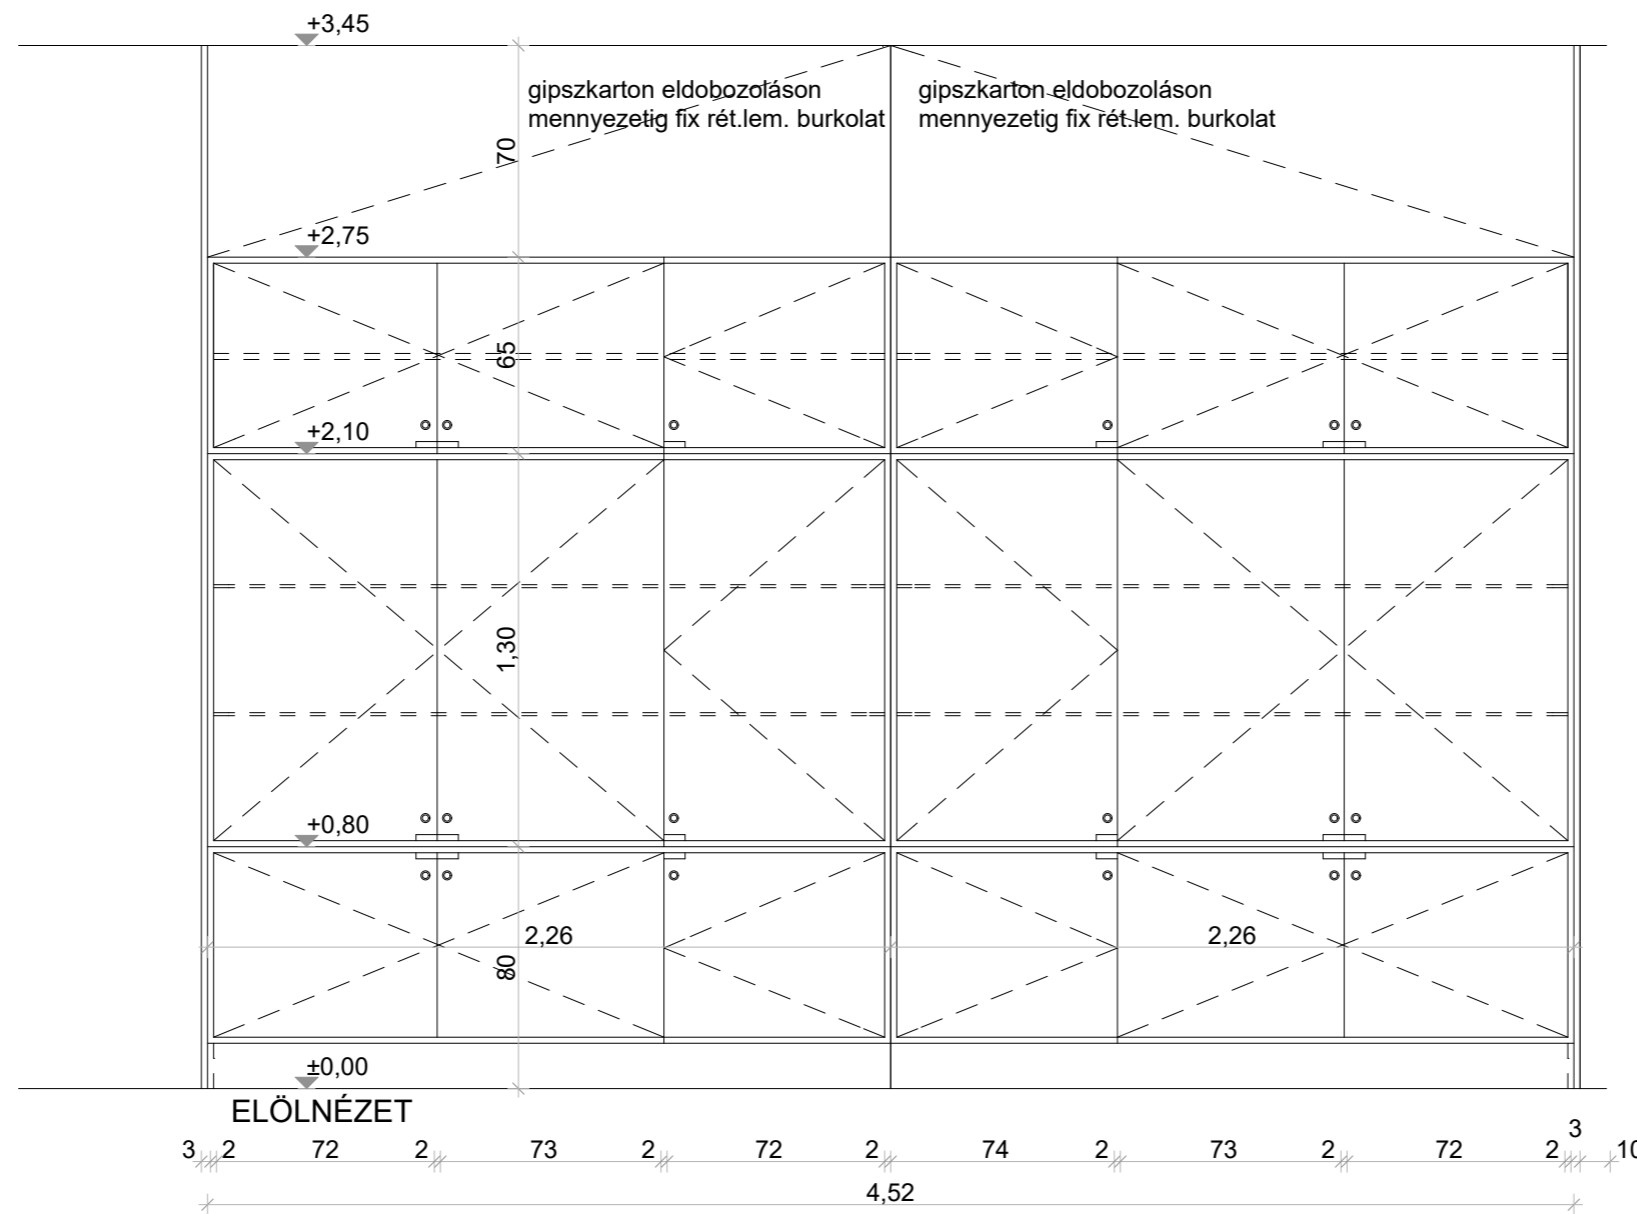 +3,45
gipszkarton eldobozoláson
mennyezetig fix rét.lem. burkolat
gipszkarton eldobozoláson
mennyezetig fix rét.lem. burkolat
70
+2,75
65
+2,10
1,30
+0,80
2,26
2,26
80
±0,00
ELÖLNÉZET
3 2 72 2 73 2 72 2 74 2 73 2 72 2 3 10
4,52